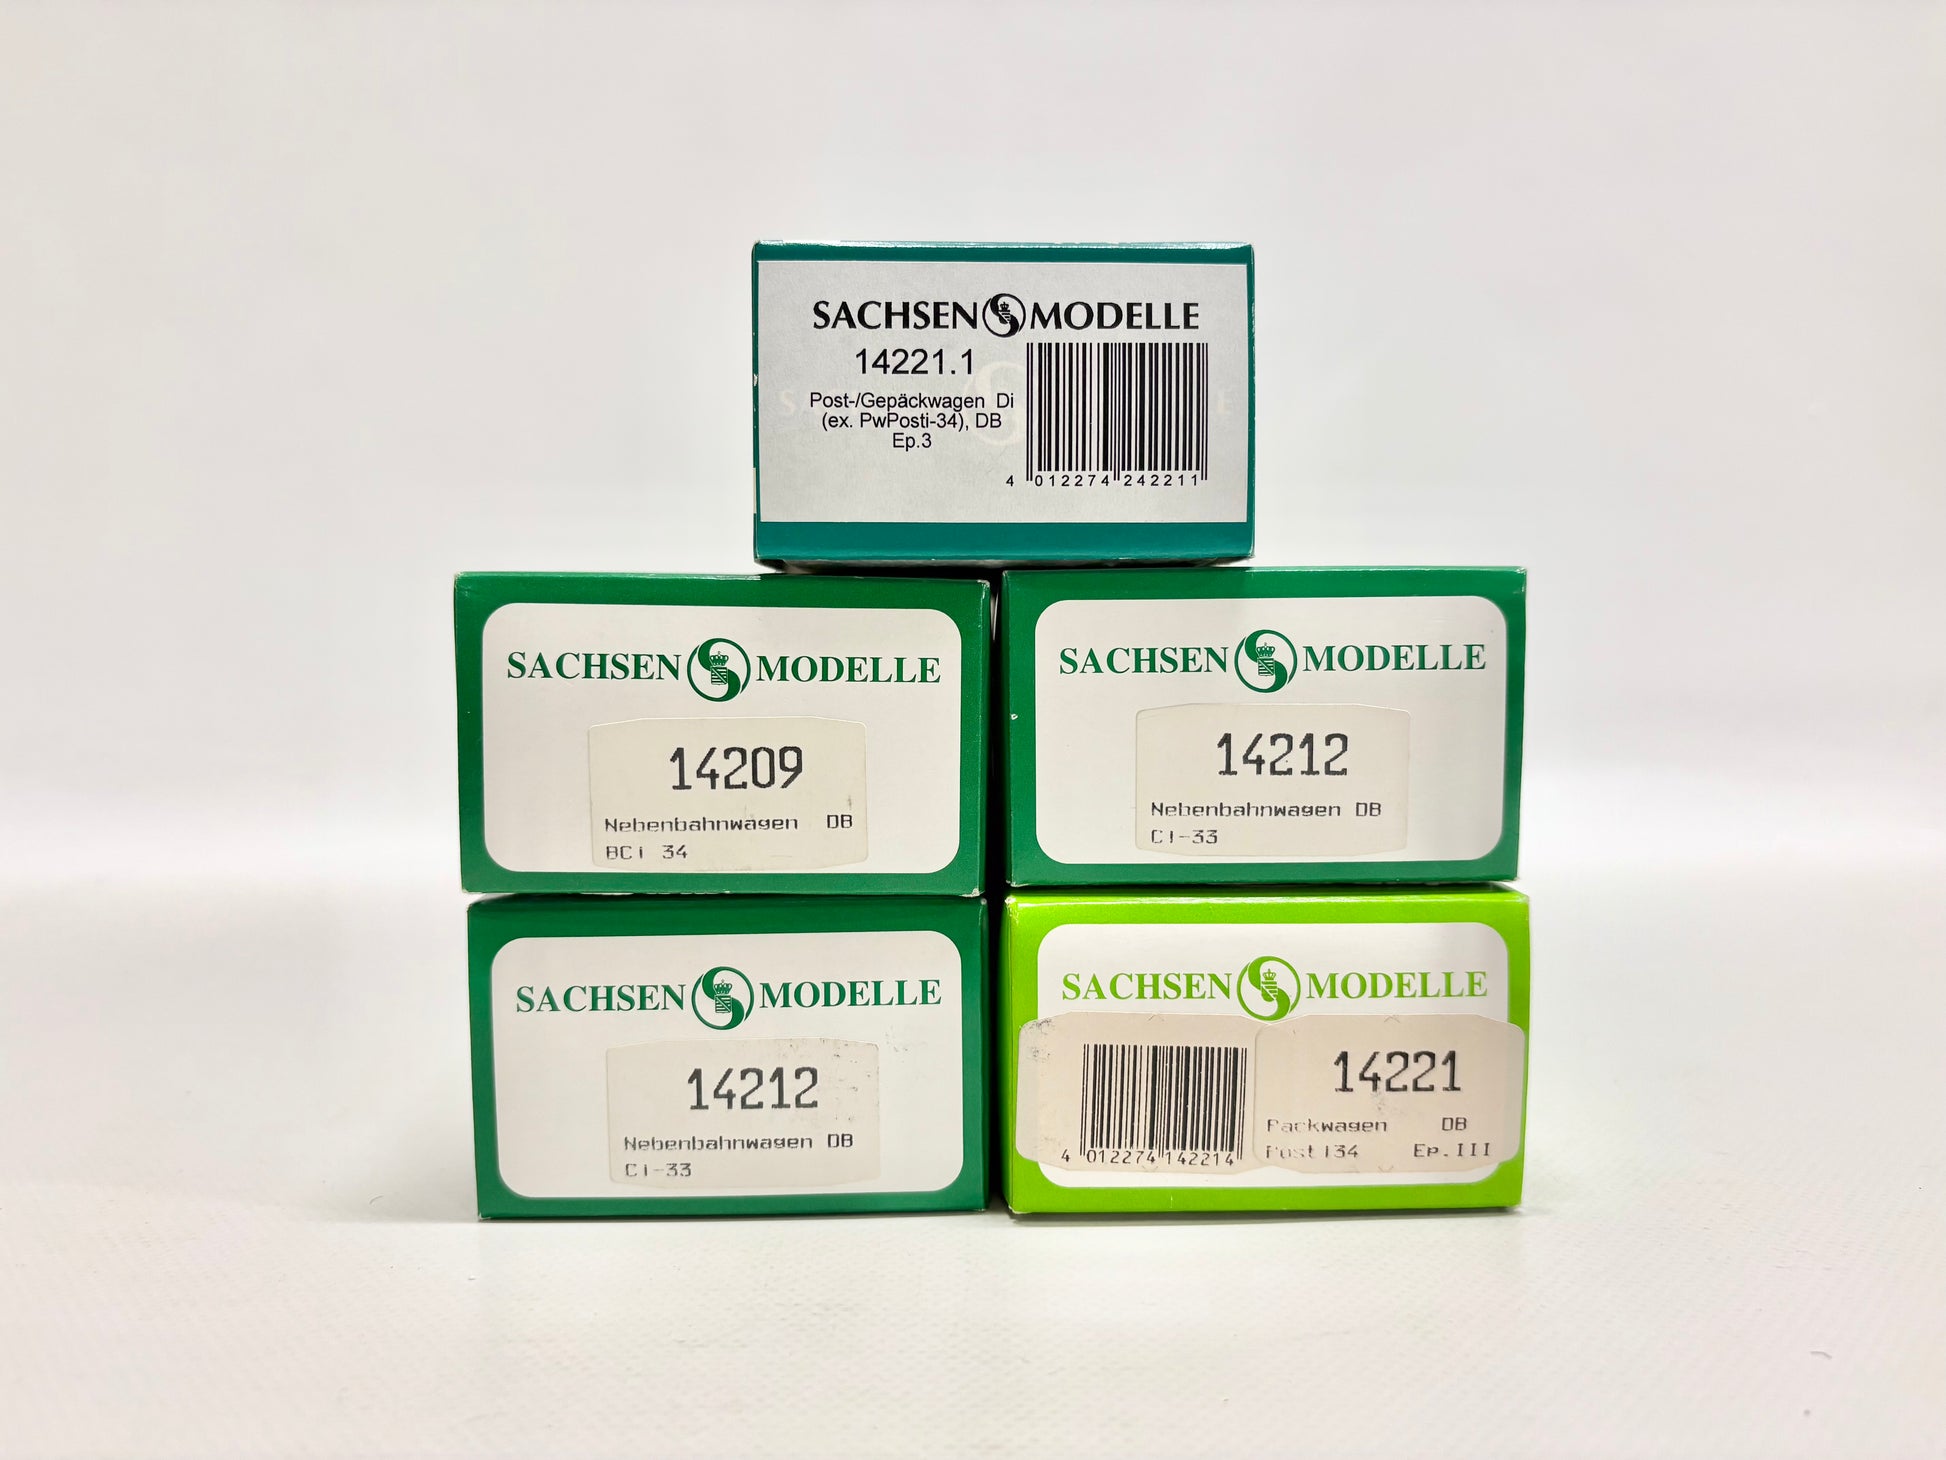 SACHSEN MODELLE
14221.1
Post-/Gepäckwagen Di
(ex. PwPosti-34), DB
Ep.3
4 012274 242211
SACHSEN MODELLE
14209
Nebenbahnwagen DB
BCi 34
SACHSEN MODELLE
14212
Nebenbahnwagen DB
Ci-33
SACHSEN MODELLE
14212
Nebenbahnwagen DB
Ci-33
SACHSEN MODELLE
4 012274 142214
14221
Packwagen DB
Posti34 Ep.III